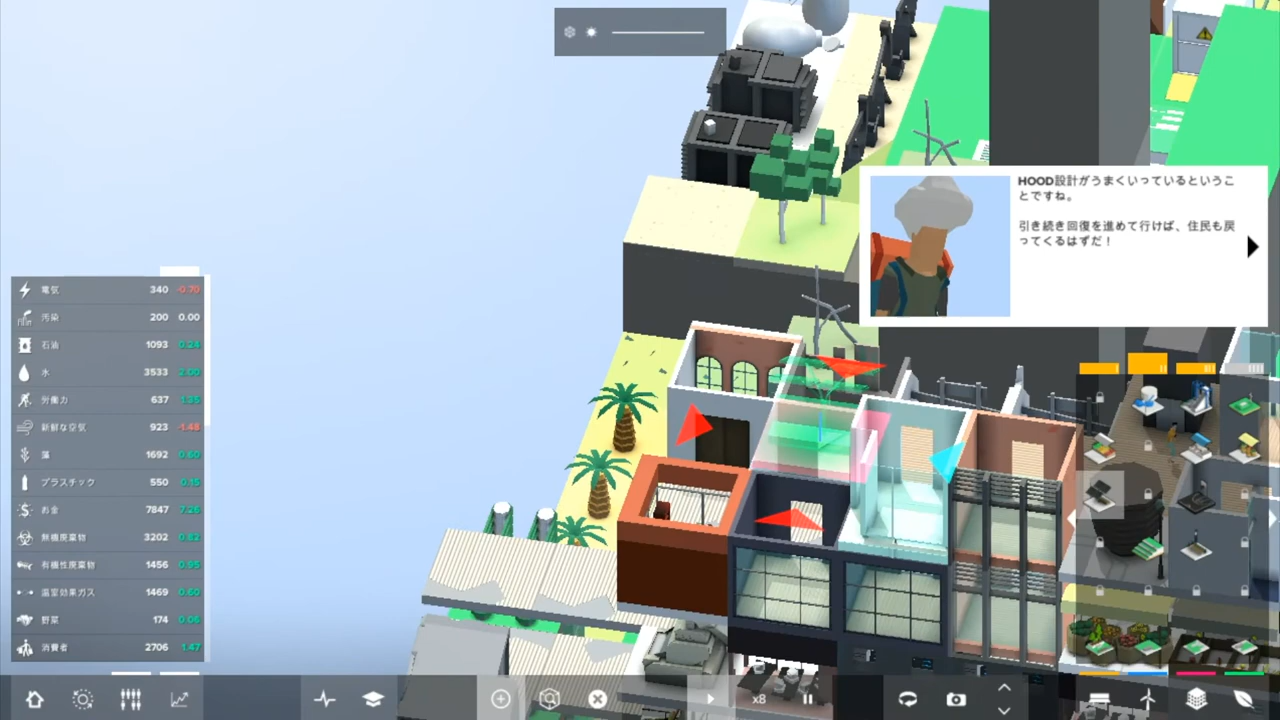 HOOD設計がうまくいっているというこ
とですね。
引き続き回復を進めて行けば、住民も戻
ってくるはずだ！
電気 340 -0.70
汚染 200 0.00
石油 1093 0.24
水 3533 2.00
労働力 637 1.35
新鮮な空気 923 -1.48
藻 1692 0.60
プラスチック 550 0.15
お金 7847 7.26
無機廃棄物 3202 0.82
有機性廃棄物 1456 0.95
温室効果ガス 1469 0.60
野菜 174 0.06
消費者 2706 1.47
x8